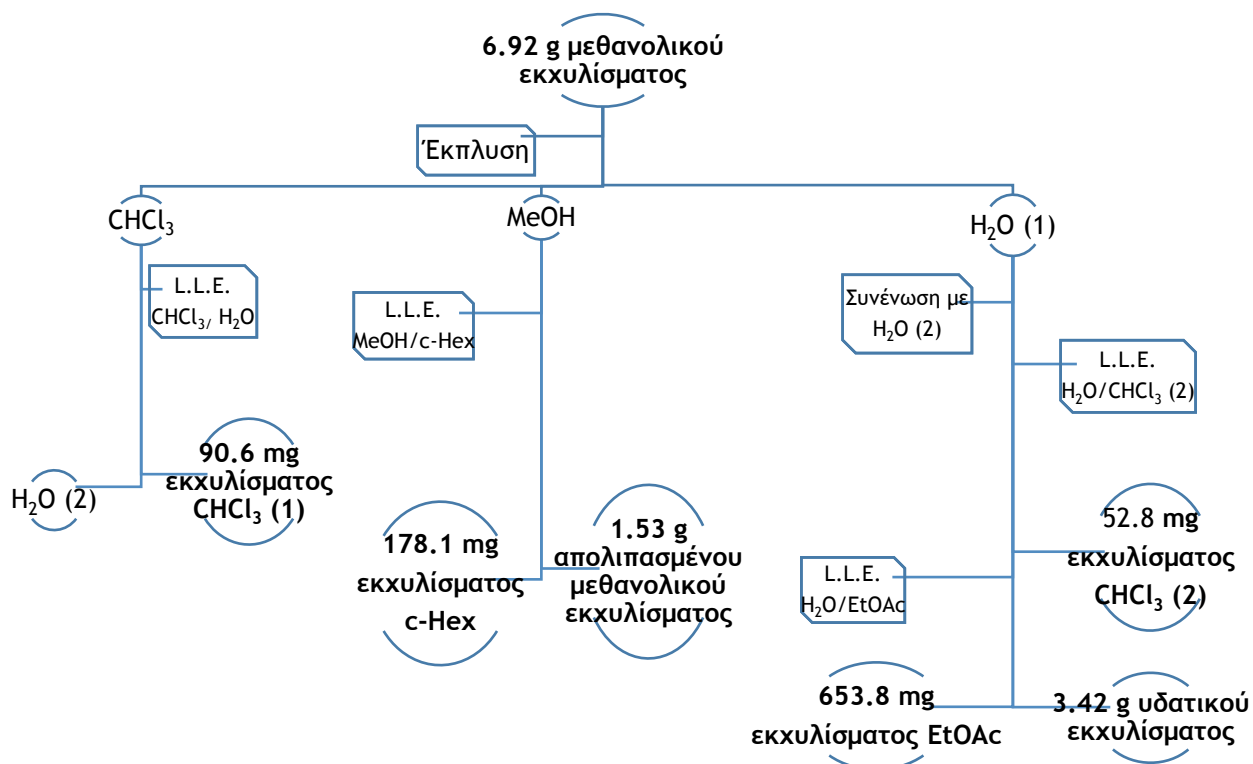 6.92 g μεθανολικού
εκχυλίσματος
Έκπλυση
CHCl₃
MeOH
H₂O (1)
L.L.E.
CHCl₃/ H₂O
L.L.E.
MeOH/c-Hex
Συνένωση με
H₂O (2)
L.L.E.
H₂O/CHCl₃ (2)
H₂O (2)
90.6 mg
εκχυλίσματος
CHCl₃ (1)
178.1 mg
εκχυλίσματος
c-Hex
1.53 g
απολιπασμένου
μεθανολικού
εκχυλίσματος
L.L.E.
H₂O/EtOAc
52.8 mg
εκχυλίσματος
CHCl₃ (2)
653.8 mg
εκχυλίσματος EtOAc
3.42 g υδατικού
εκχυλίσματος